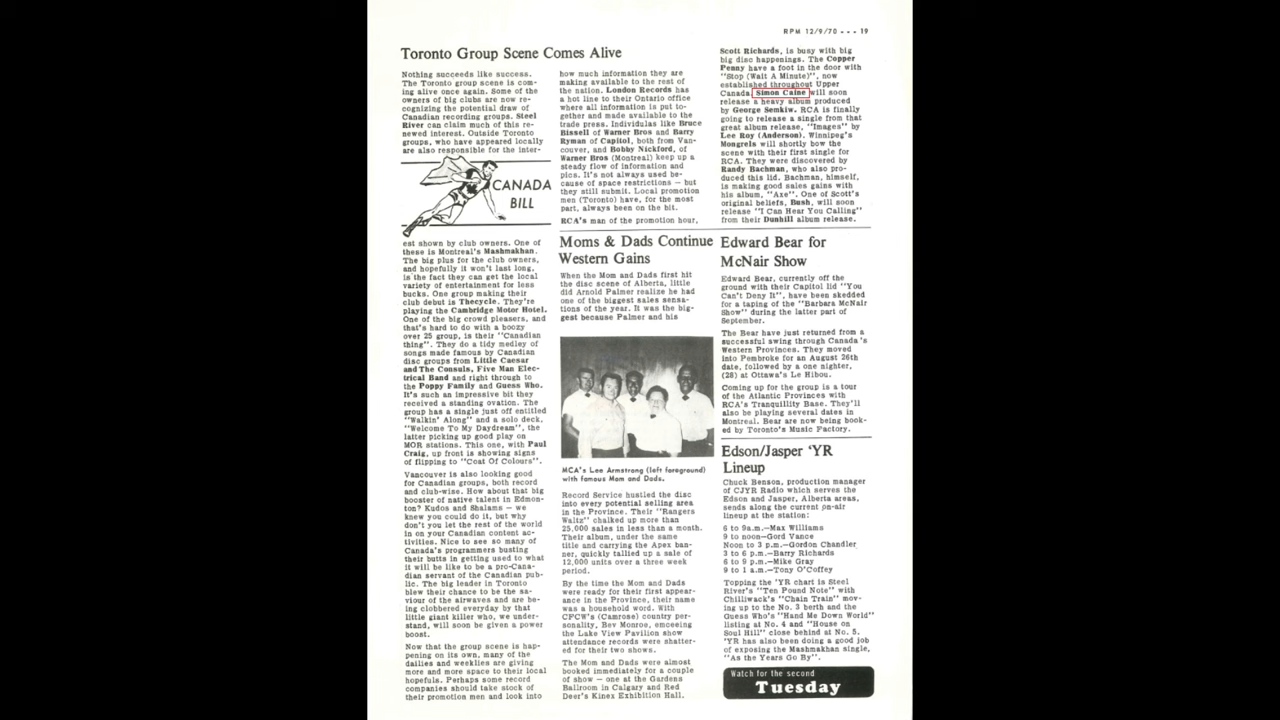 RPM 12/9/70 --- 19
Toronto Group Scene Comes Alive
Nothing succeeds like success.
The Toronto group scene is com-
ing alive once again. Some of the
owners of big clubs are now re-
cognizing the potential draw of
Canadian recording groups. Steel
River can claim much of this re-
newed interest. Outside Toronto
groups, who have appeared locally
are also responsible for the inter-
CANADA
BILL
est shown by club owners. One of
these is Montreal's Mashmakhan.
The big plus for the club owners,
and hopefully it won't last long,
is the fact they can get the local
variety of entertainment for less
bucks. One group making their
club debut is Thecycle. They're
playing the Cambridge Motor Hotel.
One of the big crowd pleasers, and
that's hard to do with a boozy
over 25 group, is their "Canadian
thing". They do a tidy medley of
songs made famous by Canadian
disc groups from Little Caesar
and The Consuls, Five Man Elec-
trical Band and right through to
the Poppy Family and Guess Who.
It's such an impressive bit they
received a standing ovation. The
group has a single just off entitled
"Walkin' Along" and a solo deck,
"Welcome To My Daydream", the
latter picking up good play on
MOR stations. This one, with Paul
Craig, up front is showing signs
of flipping to "Coat Of Colours".
Vancouver is also looking good
for Canadian groups, both record
and club-wise. How about that big
booster of native talent in Edmon-
ton? Kudos and Shalams – we
knew you could do it, but why
don't you let the rest of the world
in on your Canadian content ac-
tivities. Nice to see so many of
Canada's programmers busting
their butts in getting used to what
it will be like to be a pro-Cana-
dian servant of the Canadian pub-
lic. The big leader in Toronto
blew their chance to be the sa-
viour of the airwaves and are be-
ing clobbered everyday by that
little giant killer who, we under-
stand, will soon be given a power
boost.
Now that the group scene is hap-
pening on its own, many of the
dailies and weeklies are giving
more and more space to their local
hopefuls. Perhaps some record
companies should take stock of
their promotion men and look into
how much information they are
making available to the rest of
the nation. London Records has
a hot line to their Ontario office
where all information is put to-
gether and made available to the
trade press. Individulas like Bruce
Bissell of Warner Bros and Barry
Ryman of Capitol, both from Van-
couver, and Bobby Nickford, of
Warner Bros (Montreal) keep up a
steady flow of information and
pics. It's not always used be-
cause of space restrictions – but
they still submit. Local promotion
men (Toronto) have, for the most
part, always been on the bit.
RCA's man of the promotion hour,
Scott Richards, is busy with big
big disc happenings. The Copper
Penny have a foot in the door with
"Stop (Wait A Minute)", now
established throughout Upper
Canada. Simon Caine will soon
release a heavy album produced
by George Semkiw. RCA is finally
going to release a single from that
great album release, "Images" by
Lee Roy (Anderson). Winnipeg's
Mongrels will shortly bow the
scene with their first single for
RCA. They were discovered by
Randy Bachman, who also pro-
duced this lid. Bachman, himself,
is making good sales gains with
his album, "Axe". One of Scott's
original beliefs, Bush, will soon
release "I Can Hear You Calling"
from their Dunhill album release.
Moms & Dads Continue
Western Gains
When the Mom and Dads first hit
the disc scene of Alberta, little
did Arnold Palmer realize he had
one of the biggest sales sensa-
tions of the year. It was the big-
gest because Palmer and his
MCA's Lee Armstrong (left foreground)
with famous Mom and Dads.
Record Service hustled the disc
into every potential selling area
in the Province. Their "Rangers
Waltz" chalked up more than
25,000 sales in less than a month.
Their album, under the same
title and carrying the Apex ban-
ner, quickly tallied up a sale of
12,000 units over a three week
period.
By the time the Mom and Dads
were ready for their first appear-
ance in the Province, their name
was a household word. With
CFCW's (Camrose) country per-
sonality, Bev Monroe, emceeing
the Lake View Pavilion show
attendance records were shatter-
ed for their two shows.
The Mom and Dads were almost
booked immediately for a couple
of show – one at the Gardens
Ballroom in Calgary and Red
Deer's Kinex Exhibition Hall.
Edward Bear for
McNair Show
Edward Bear, currently off the
ground with their Capitol lid "You
Can't Deny It", have been skedded
for a taping of the "Barbara McNair
Show" during the latter part of
September.
The Bear have just returned from a
successful swing through Canada's
Western Provinces. They moved
into Pembroke for an August 26th
date, followed by a one nighter,
(28) at Ottawa's Le Hibou.
Coming up for the group is a tour
of the Atlantic Provinces with
RCA's Tranquillity Base. They'll
also be playing several dates in
Montreal. Bear are now being book-
ed by Toronto's Music Factory.
Edson/Jasper 'YR
Lineup
Chuck Benson, production manager
of CJYR Radio which serves the
Edson and Jasper, Alberta areas,
sends along the current on-air
lineup at the station:
6 to 9a.m.—Max Williams
9 to noon—Gord Vance
Noon to 3 p.m.—Gordon Chandler
3 to 6 p.m.—Barry Richards
6 to 9 p.m.—Mike Gray
9 to 1 a.m.—Tony O'Coffey
Topping the 'YR chart is Steel
River's "Ten Pound Note" with
Chilliwack's "Chain Train" mov-
ing up to the No. 3 berth and the
Guess Who's "Hand Me Down World"
listing at No. 4 and "House on
Soul Hill" close behind at No. 5.
'YR has also been doing a good job
of exposing the Mashmakhan single,
"As the Years Go By".
Watch for the second
Tuesday